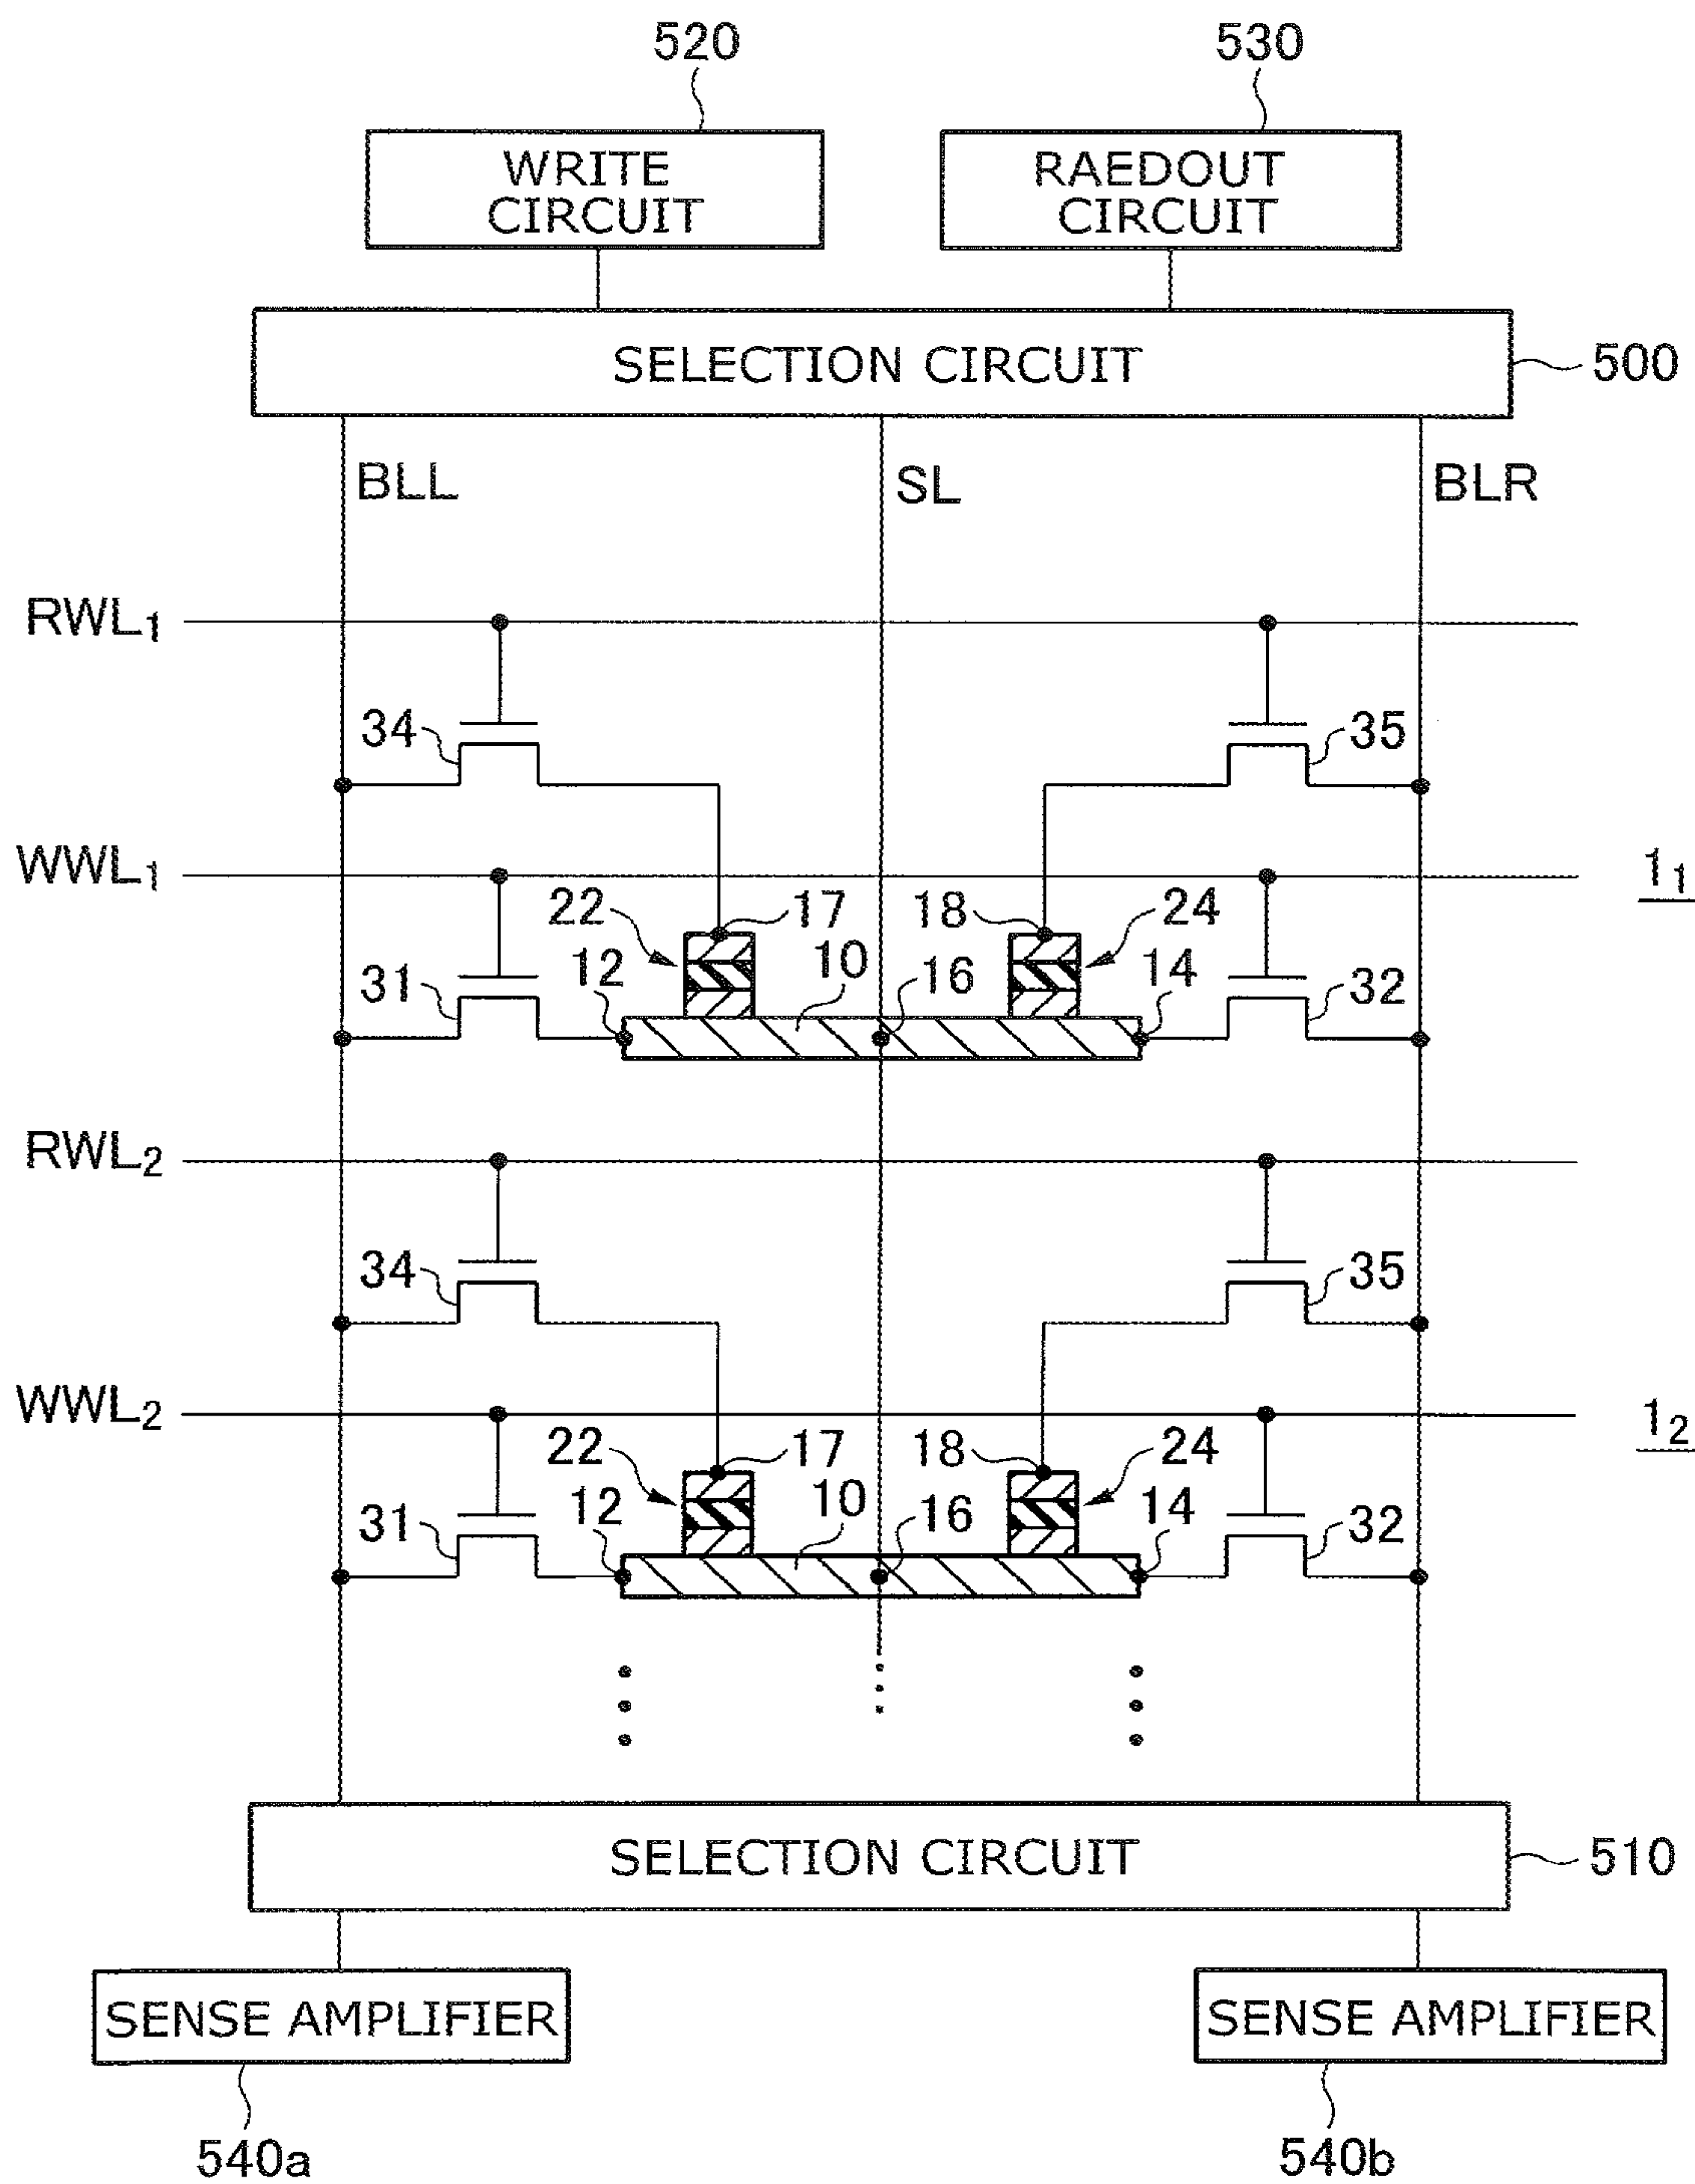 520
530
WRITE
CIRCUIT
RAEDOUT
CIRCUIT
SELECTION CIRCUIT
500
BLL
SL
BLR
RWL₁
34
35
WWL₁
1₁
22
17
18
24
12
10
16
14
31
32
RWL₂
34
35
WWL₂
1₂
22
17
18
24
12
10
16
14
31
32
SELECTION CIRCUIT
510
SENSE AMPLIFIER
SENSE AMPLIFIER
540a
540b